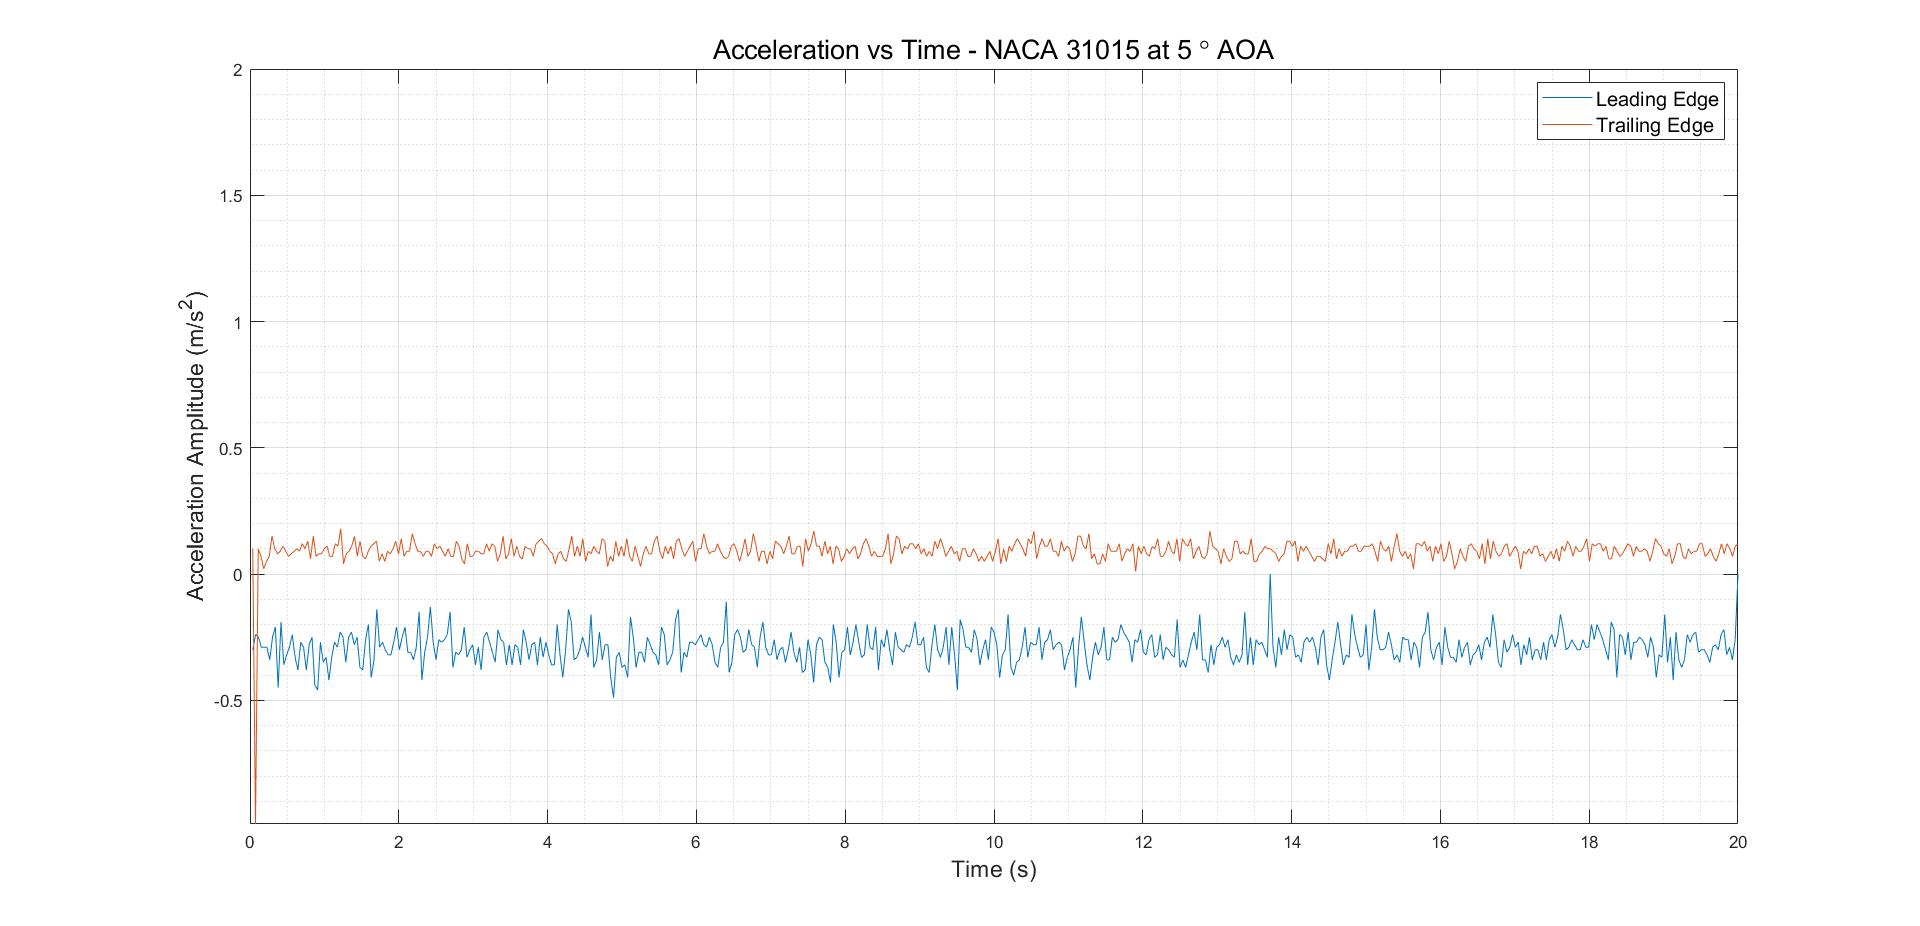 Acceleration vs Time - NACA 31015 at 5 ° AOA
Leading Edge
Trailing Edge
2
1.5
1
0.5
0
-0.5
Acceleration Amplitude (m/s²)
0 2 4 6 8 10 12 14 16 18 20
Time (s)